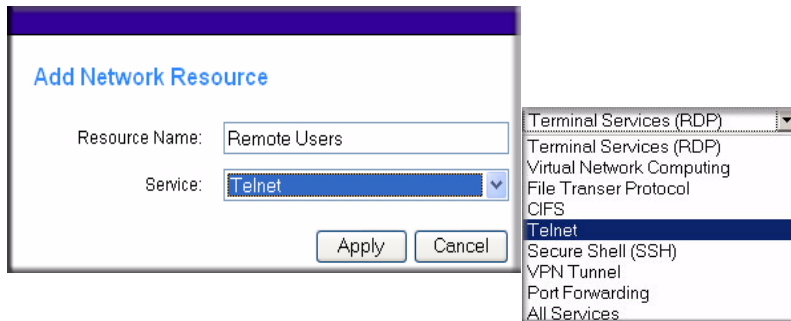 Add Network Resource
Resource Name: Remote Users
Service: Telnet
Apply Cancel
Terminal Services (RDP)
Terminal Services (RDP)
Virtual Network Computing
File Transer Protocol
CIFS
Telnet
Secure Shell (SSH)
VPN Tunnel
Port Forwarding
All Services